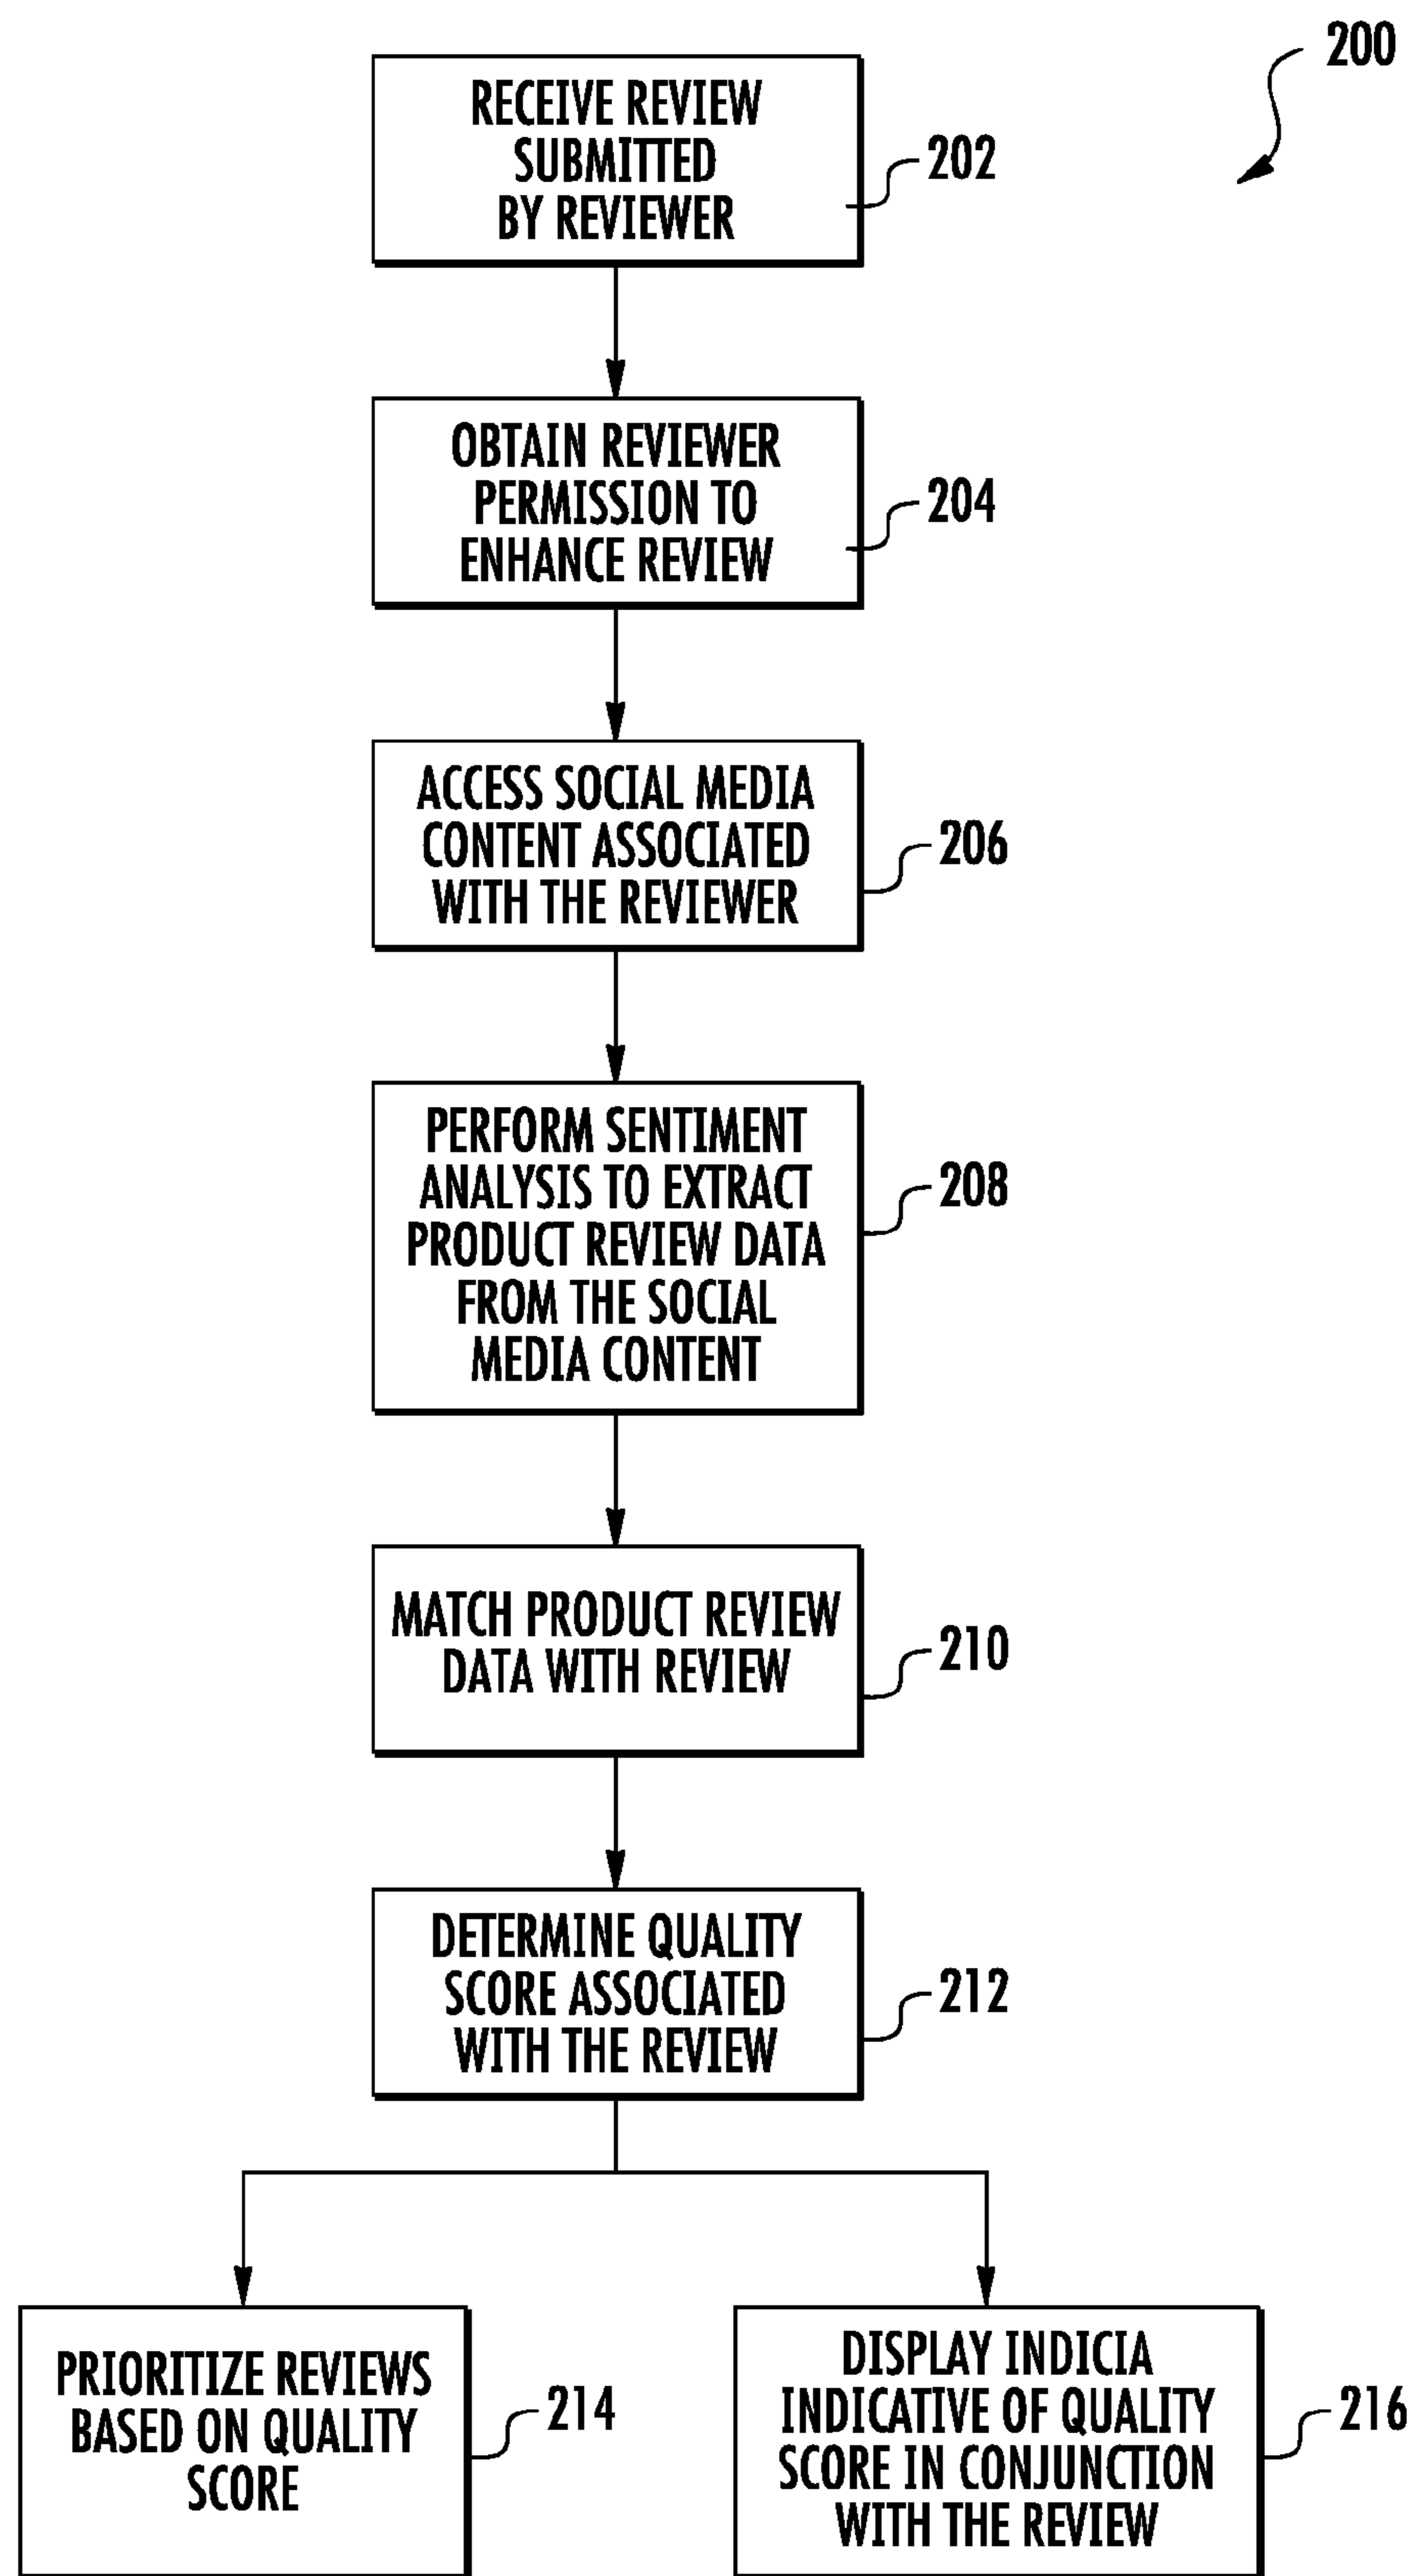 200
RECEIVE REVIEW
SUBMITTED
BY REVIEWER
202
OBTAIN REVIEWER
PERMISSION TO
ENHANCE REVIEW
204
ACCESS SOCIAL MEDIA
CONTENT ASSOCIATED
WITH THE REVIEWER
206
PERFORM SENTIMENT
ANALYSIS TO EXTRACT
PRODUCT REVIEW DATA
FROM THE SOCIAL
MEDIA CONTENT
208
MATCH PRODUCT REVIEW
DATA WITH REVIEW
210
DETERMINE QUALITY
SCORE ASSOCIATED
WITH THE REVIEW
212
PRIORITIZE REVIEWS
BASED ON QUALITY
SCORE
214
DISPLAY INDICIA
INDICATIVE OF QUALITY
SCORE IN CONJUNCTION
WITH THE REVIEW
216